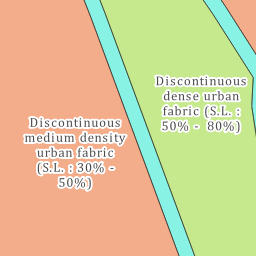 Discontinuous
dense urban
fabric (S.L. :
50% -  80%)
Discontinuous
medium density
urban fabric
(S.L. : 30% -
50%)